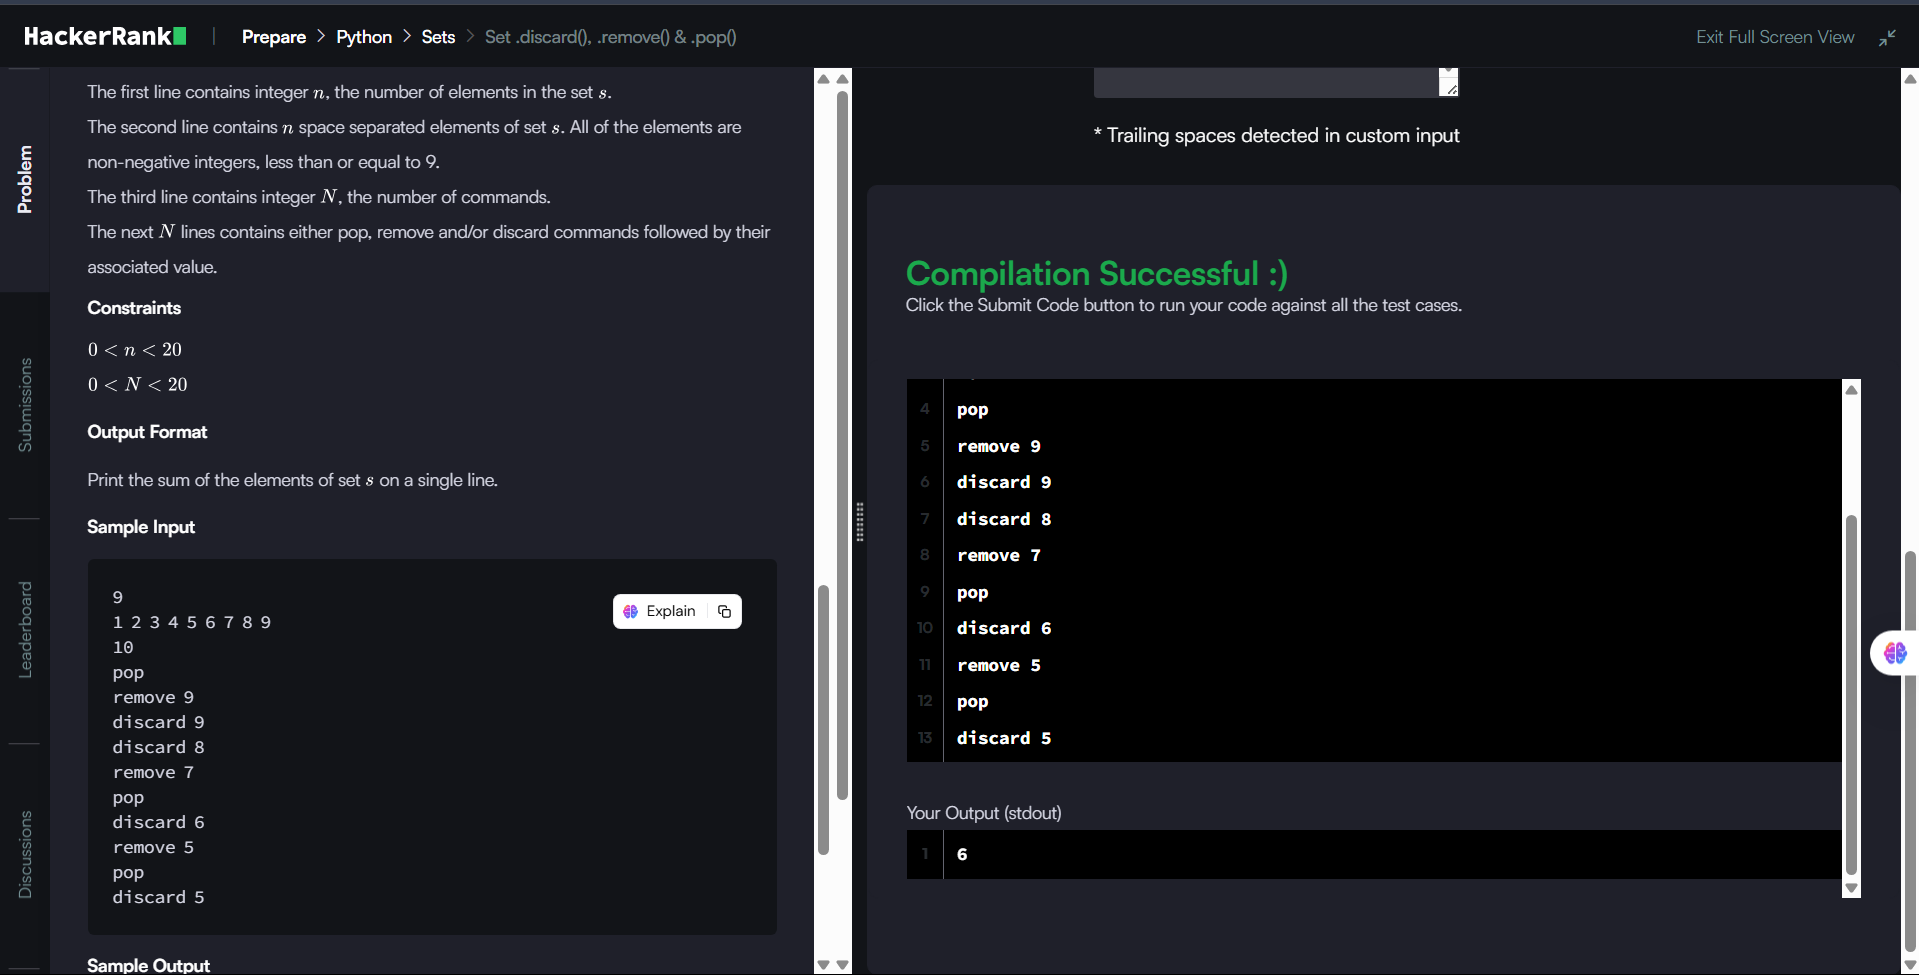 HackerRank
Prepare > Python > Sets > Set .discard(), .remove() & .pop()
Exit Full Screen View
Problem
Submissions
Leaderboard
Discussions
The first line contains integer n, the number of elements in the set s.
The second line contains n space separated elements of set s. All of the elements are
non-negative integers, less than or equal to 9.
The third line contains integer N, the number of commands.
The next N lines contains either pop, remove and/or discard commands followed by their
associated value.
Constraints
0 < n < 20
0 < N < 20
Output Format
Print the sum of the elements of set s on a single line.
Sample Input
9
1 2 3 4 5 6 7 8 9
10
pop
remove 9
discard 9
discard 8
remove 7
pop
discard 6
remove 5
pop
discard 5
Explain
Sample Output
* Trailing spaces detected in custom input
Compilation Successful :)
Click the Submit Code button to run your code against all the test cases.
4 pop
5 remove 9
6 discard 9
7 discard 8
8 remove 7
9 pop
10 discard 6
11 remove 5
12 pop
13 discard 5
Your Output (stdout)
1 6